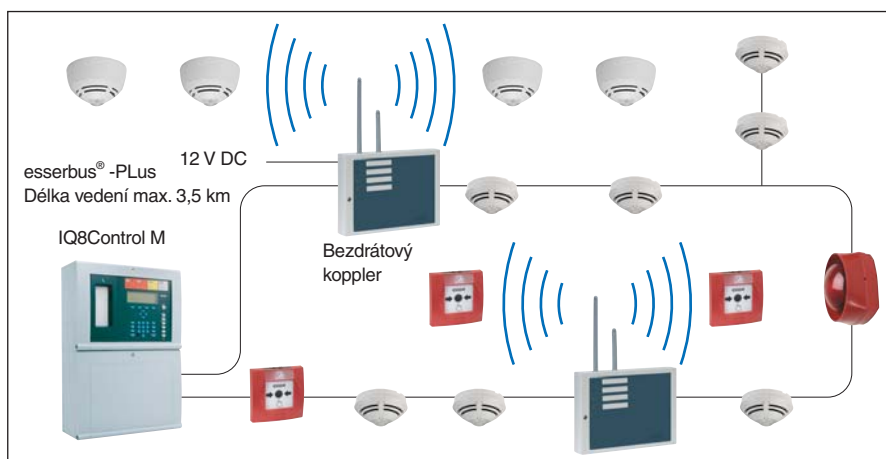 12 V DC
esserbus® -PLus
Délka vedení max. 3,5 km
IQ8Control M
Bezdrátový
koppler